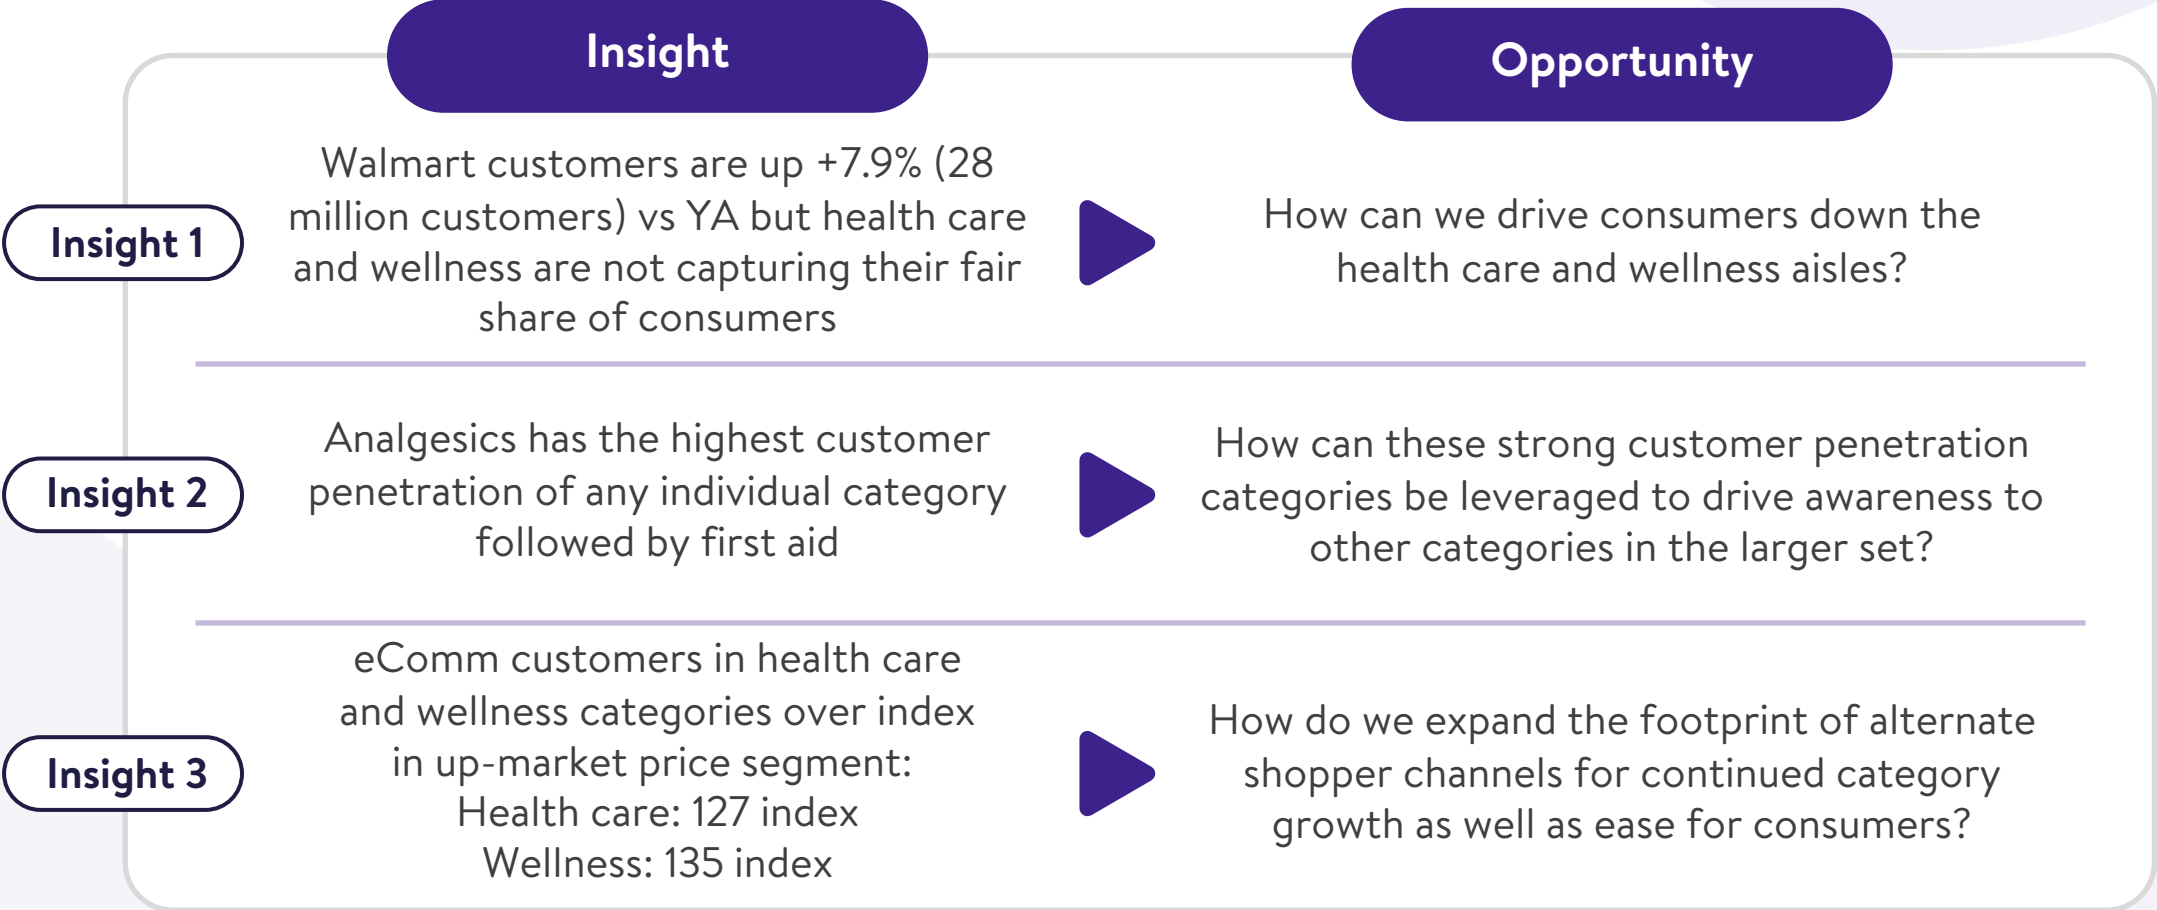 Insight
Opportunity
Insight 1
Walmart customers are up +7.9% (28
million customers) vs YA but health care
and wellness are not capturing their fair
share of consumers
How can we drive consumers down the
health care and wellness aisles?
Insight 2
Analgesics has the highest customer
penetration of any individual category
followed by first aid
How can these strong customer penetration
categories be leveraged to drive awareness to
other categories in the larger set?
Insight 3
eComm customers in health care
and wellness categories over index
in up-market price segment:
Health care: 127 index
Wellness: 135 index
How do we expand the footprint of alternate
shopper channels for continued category
growth as well as ease for consumers?